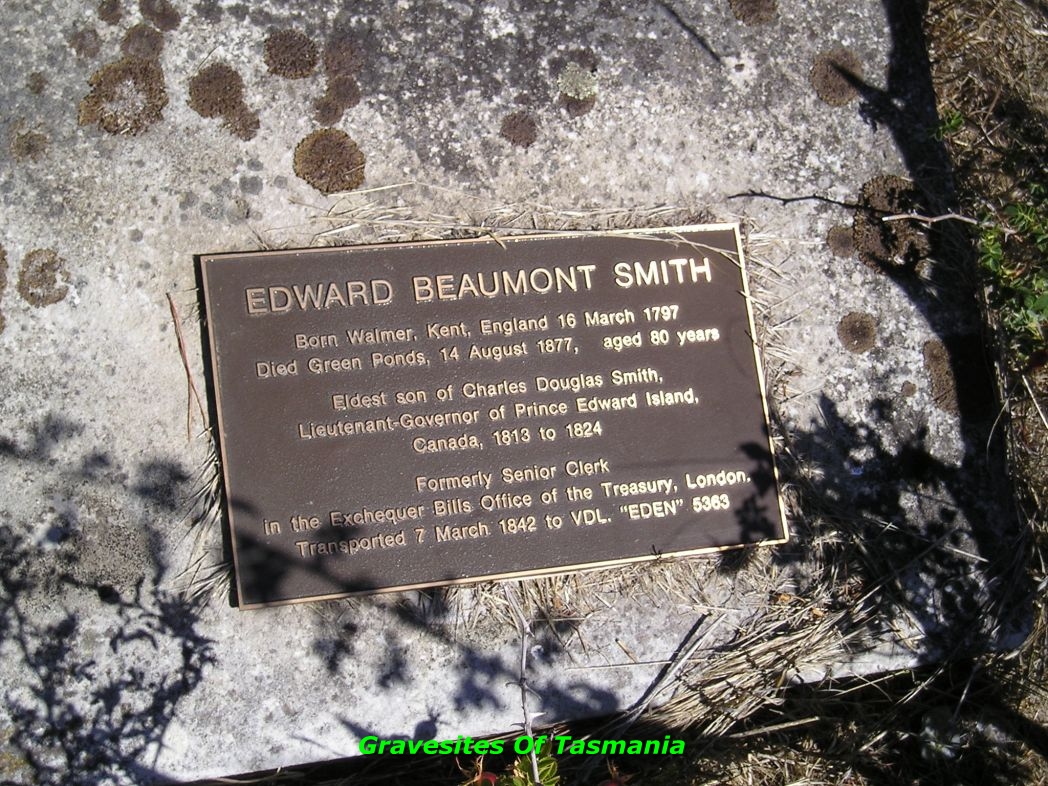 EDWARD BEAUMONT SMITH
Born Walmer, Kent, England 16 March 1797
Died Green Ponds, 14 August 1877, aged 80 years
Eldest son of Charles Douglas Smith,
Lieutenant-Governor of Prince Edward Island,
Canada, 1813 to 1824
Formerly Senior Clerk
in the Exchequer Bills Office of the Treasury, London.
Transported 7 March 1842 to VDL. "EDEN" 5363
Gravesites Of Tasmania